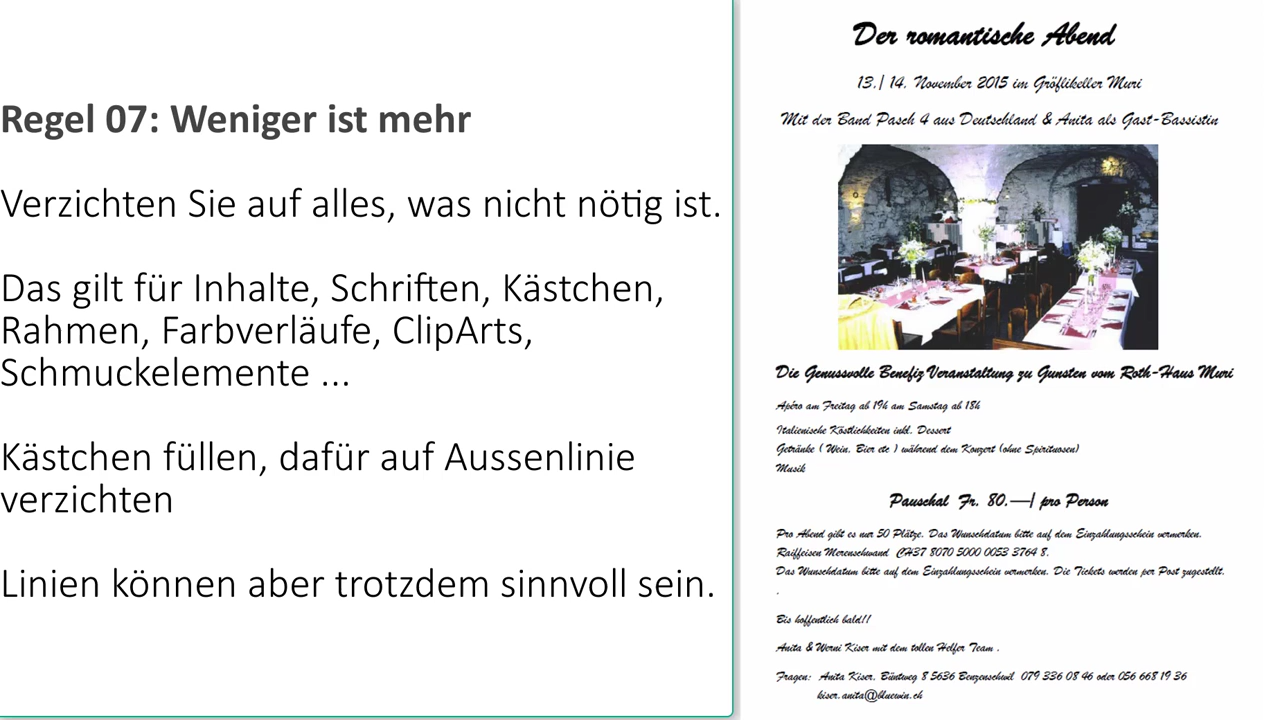 Regel 07: Weniger ist mehr
Verzichten Sie auf alles, was nicht nötig ist.
Das gilt für Inhalte, Schriften, Kästchen,
Rahmen, Farbverläufe, ClipArts,
Schmuckelemente ...
Kästchen füllen, dafür auf Aussenlinie
verzichten
Linien können aber trotzdem sinnvoll sein.
Der romantische Abend
13./ 14. November 2015 im Gröflikeller Muri
Mit der Band Pasch 4 aus Deutschland & Anita als Gast-Bassistin
Die Genussvolle Benefiz Veranstaltung zu Gunsten vom Roth-Haus Muri
Apéro am Freitag ab 19h am Samstag ab 18h
Italienische Köstlichkeiten inkl. Dessert
Getränke ( Wein, Bier etc ) während dem Konzert (ohne Spirituosen)
Musik
Pauschal Fr. 80.—/ pro Person
Pro Abend gibt es nur 50 Plätze. Das Wunschdatum bitte auf dem Einzahlungsschein vermerken.
Raiffeisen Merenschwand CH37 8070 5000 0053 3764 8.
Das Wunschdatum bitte auf dem Einzahlungsschein vermerken. Die Tickets werden per Post zugestellt.
.
Bis hoffentlich bald!!
Anita & Werni Kiser mit dem tollen Helfer Team .
Fragen: Anita Kiser, Büntweg 8 5636 Benzenschwil 079 336 08 46 oder 056 668 19 36
kiser.anita@bluewin.ch